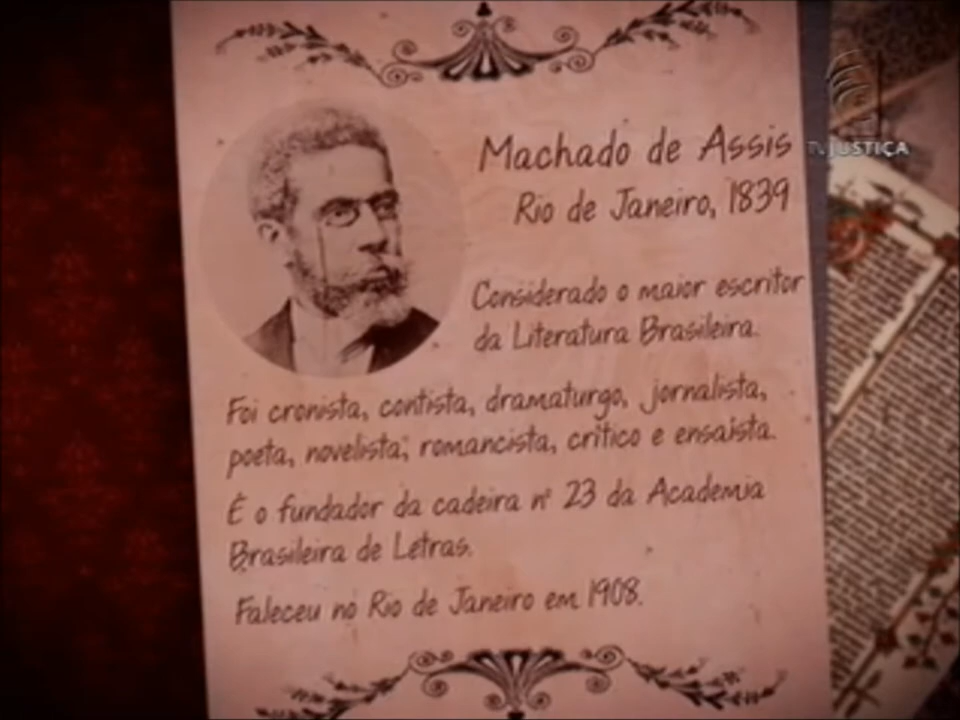 Machado de Assis
Rio de Janeiro, 1839
TV JUSTIÇA
Considerado o maior escritor
da Literatura Brasileira.
Foi cronista, contista, dramaturgo, jornalista,
poeta, novelista, romancista, crítico e ensaísta.
É o fundador da cadeira nº 23 da Academia
Brasileira de Letras.
Faleceu no Rio de Janeiro em 1908.